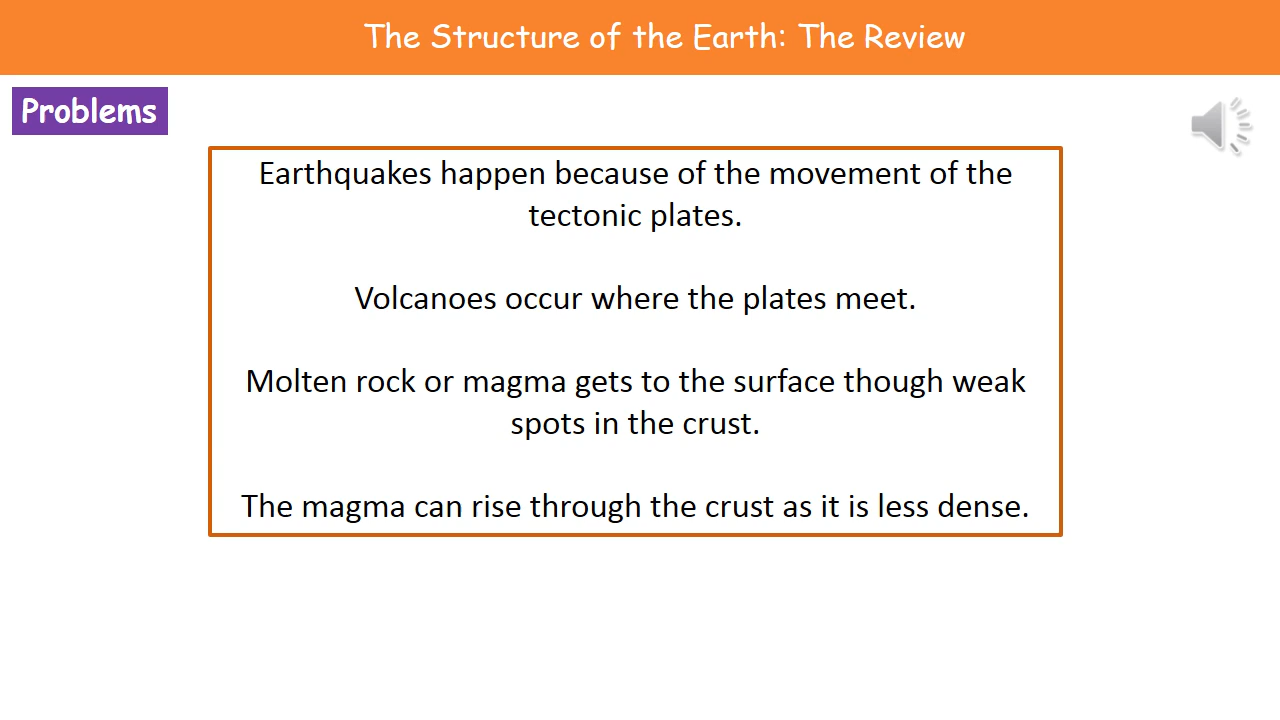 The Structure of the Earth: The Review
Problems
Earthquakes happen because of the movement of the
tectonic plates.
Volcanoes occur where the plates meet.
Molten rock or magma gets to the surface though weak
spots in the crust.
The magma can rise through the crust as it is less dense.